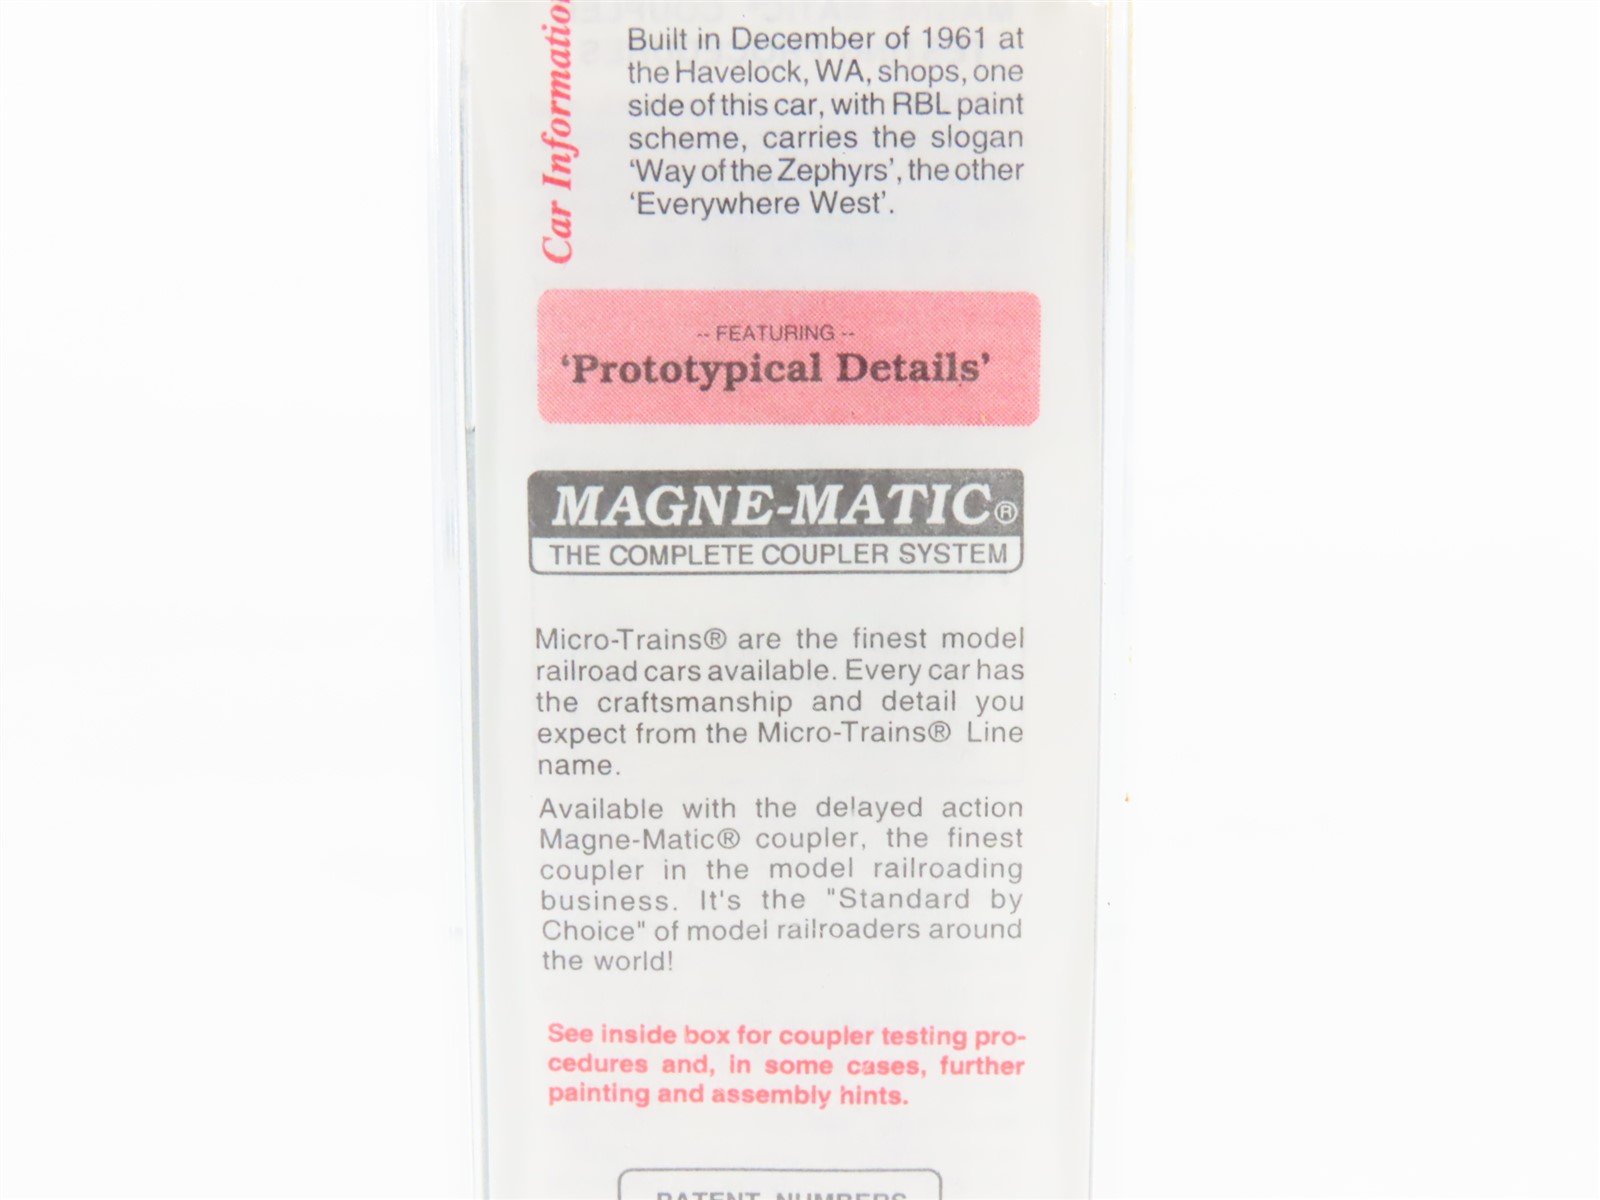 Car Information
Built in December of 1961 at
the Havelock, WA, shops, one
side of this car, with RBL paint
scheme, carries the slogan
‘Way of the Zephyrs’, the other
‘Everywhere West’.
-- FEATURING --
‘Prototypical Details’
MAGNE-MATIC®
THE COMPLETE COUPLER SYSTEM
Micro-Trains® are the finest model
railroad cars available. Every car has
the craftsmanship and detail you
expect from the Micro-Trains® Line
name.
Available with the delayed action
Magne-Matic® coupler, the finest
coupler in the model railroading
business. It's the "Standard by
Choice" of model railroaders around
the world!
See inside box for coupler testing pro-
cedures and, in some cases, further
painting and assembly hints.
PATENT NUMBERS